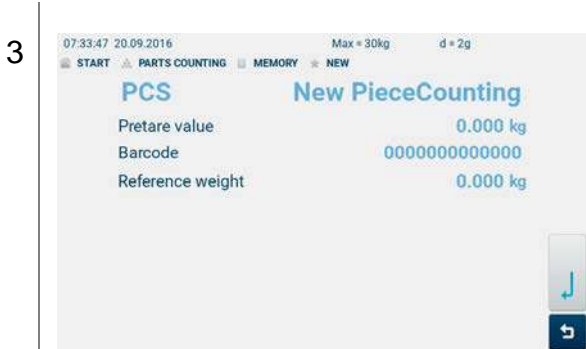 3
07:33:47 20.09.2016 Max = 30kg d = 2g
START PARTS COUNTING MEMORY NEW
PCS New PieceCounting
Pretare value 0.000 kg
Barcode 0000000000000
Reference weight 0.000 kg